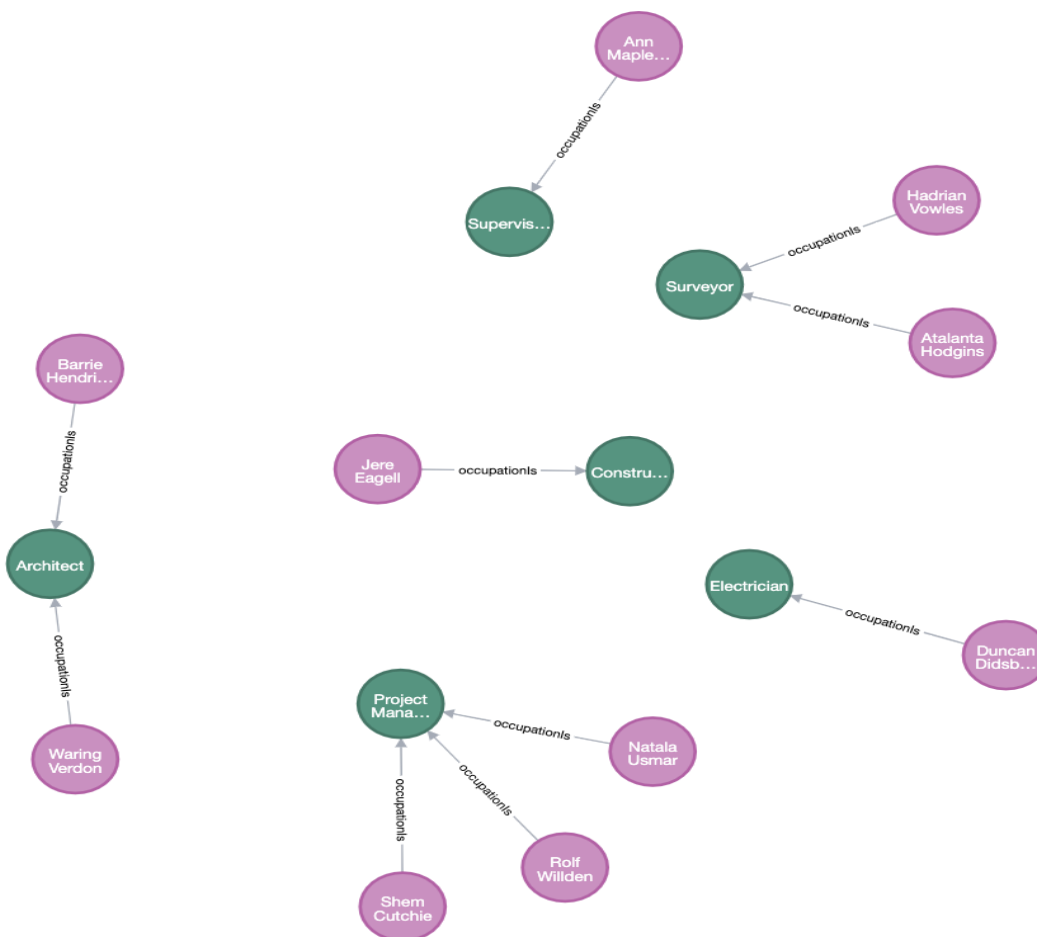 Ann
Maple…
occupationIs
Supervis…
Hadrian
Vowles
occupationIs
Surveyor
occupationIs
Atalanta
Hodgins
Barrie
Hendri…
occupationIs
Jere
Eagell
occupationIs
Constru…
Architect
Electrician
occupationIs
occupationIs
Duncan
Didsb…
Project
Mana…
occupationIs
Natala
Usmar
Waring
Verdon
occupationIs
occupationIs
Rolf
Willden
Shem
Cutchie